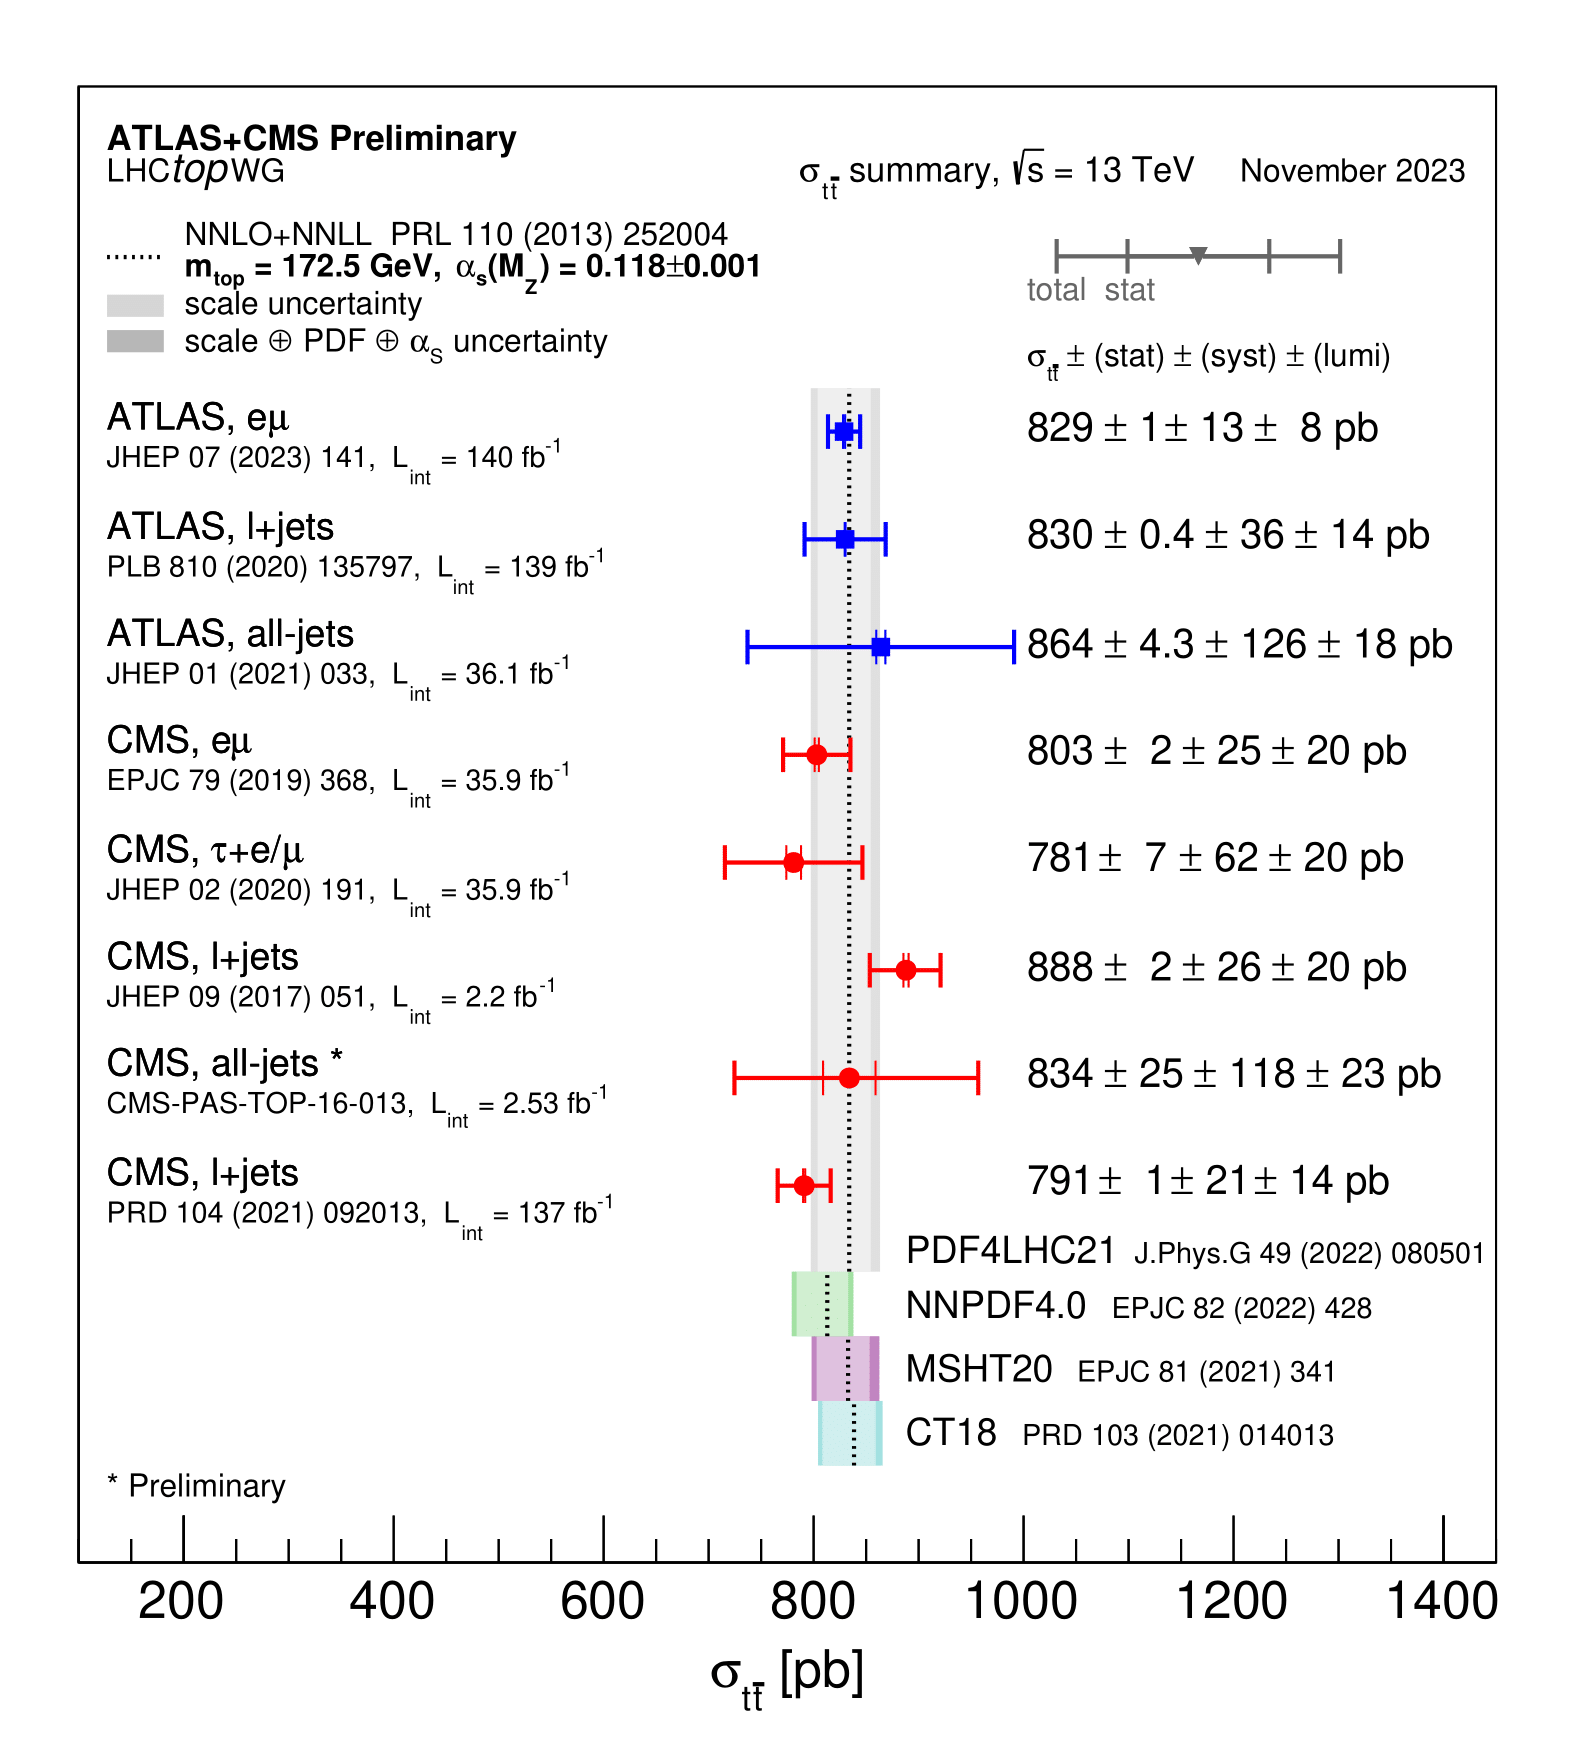 ATLAS+CMS Preliminary
LHCtopWG
σtt̄ summary, √s = 13 TeV November 2023
NNLO+NNLL PRL 110 (2013) 252004
mtop = 172.5 GeV, αs(MZ) = 0.118±0.001
scale uncertainty
scale ⊕ PDF ⊕ αS uncertainty
total stat
σtt̄ ± (stat) ± (syst) ± (lumi)
ATLAS, eμ
829 ± 1 ± 13 ± 8 pb
JHEP 07 (2023) 141, Lint = 140 fb-1
ATLAS, l+jets
830 ± 0.4 ± 36 ± 14 pb
PLB 810 (2020) 135797, Lint = 139 fb-1
ATLAS, all-jets
864 ± 4.3 ± 126 ± 18 pb
JHEP 01 (2021) 033, Lint = 36.1 fb-1
CMS, eμ
803 ± 2 ± 25 ± 20 pb
EPJC 79 (2019) 368, Lint = 35.9 fb-1
CMS, τ+e/μ
781 ± 7 ± 62 ± 20 pb
JHEP 02 (2020) 191, Lint = 35.9 fb-1
CMS, l+jets
888 ± 2 ± 26 ± 20 pb
JHEP 09 (2017) 051, Lint = 2.2 fb-1
CMS, all-jets *
834 ± 25 ± 118 ± 23 pb
CMS-PAS-TOP-16-013, Lint = 2.53 fb-1
CMS, l+jets
791 ± 1 ± 21 ± 14 pb
PRD 104 (2021) 092013, Lint = 137 fb-1
PDF4LHC21 J.Phys.G 49 (2022) 080501
NNPDF4.0 EPJC 82 (2022) 428
MSHT20 EPJC 81 (2021) 341
CT18 PRD 103 (2021) 014013
* Preliminary
200 400 600 800 1000 1200 1400
σtt̄ [pb]